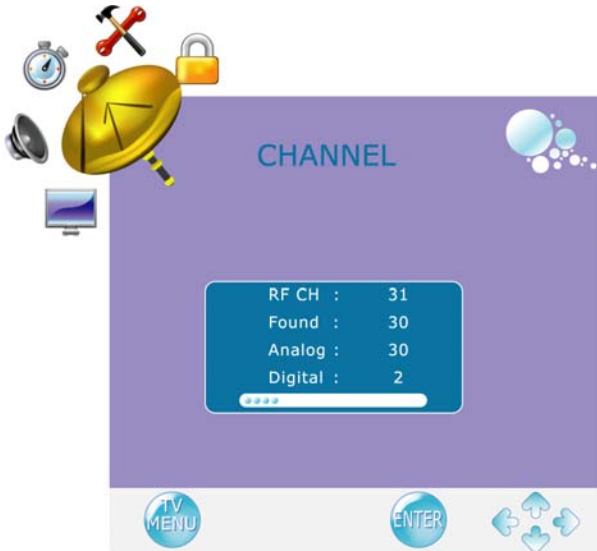 CHANNEL
RF CH : 31
Found : 30
Analog : 30
Digital : 2
TV
MENU
ENTER